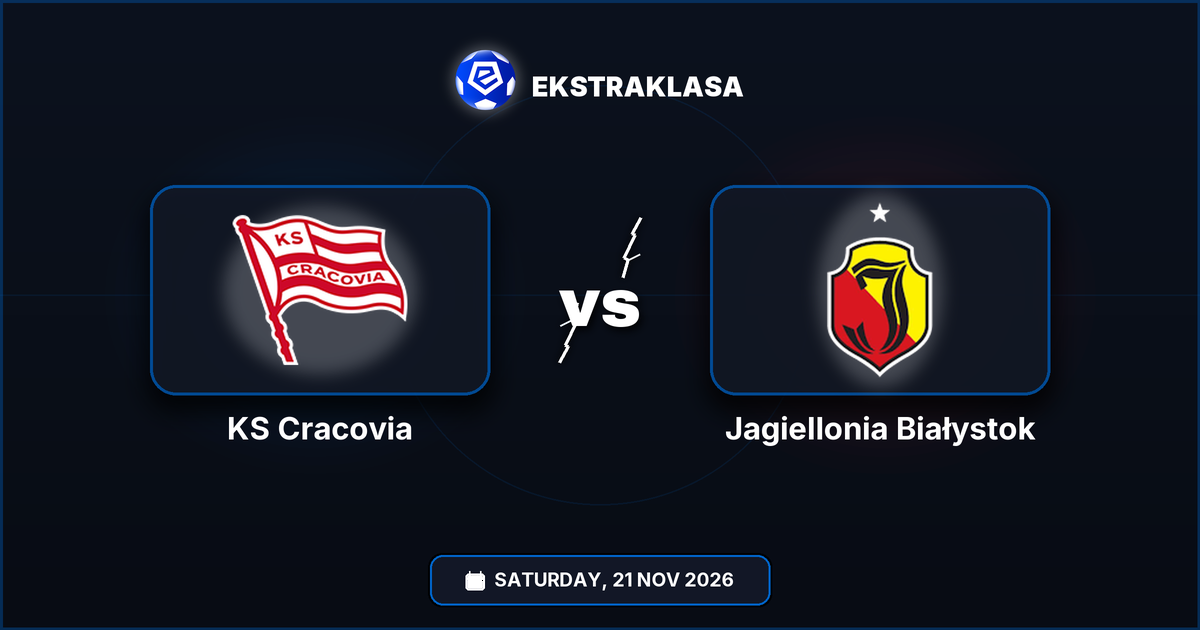 EKSTRAKLASA
KS
CRACOVIA
J
VS
KS Cracovia
Jagiellonia Białystok
SATURDAY, 21 NOV 2026